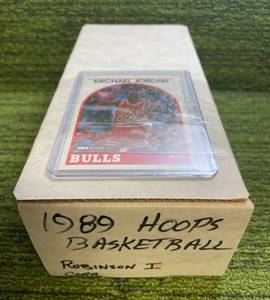 MICHAEL JORDAN
BULLS
1989 HOOPS
BASKETBALL
ROBINSON I